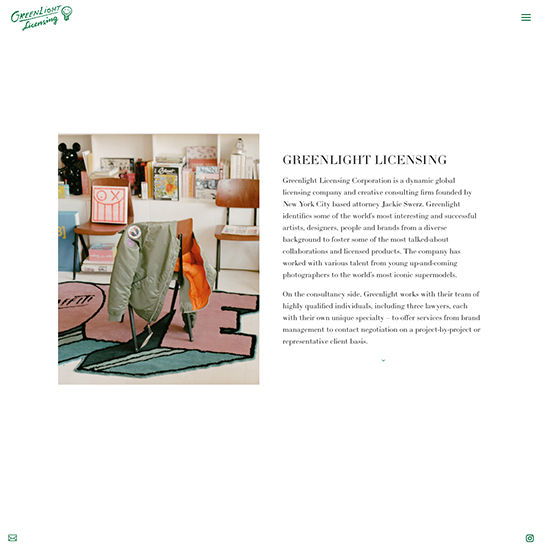 GREENLIGHT
Licensing
GREENLIGHT LICENSING
Greenlight Licensing Corporation is a dynamic global
licensing company and creative consulting firm founded by
New York City based attorney Jackie Swerz. Greenlight
identifies some of the world's most interesting and successful
artists, designers, people and brands from a diverse
background to foster some of the most talked-about
collaborations and licensed products. The company has
worked with various talent from young up-and-coming
photographers to the world's most iconic supermodels.
On the consultancy side, Greenlight works with their team of
highly qualified individuals, including three lawyers, each
with their own unique specialty – to offer services from brand
management to contact negotiation on a project-by-project or
representative client basis.